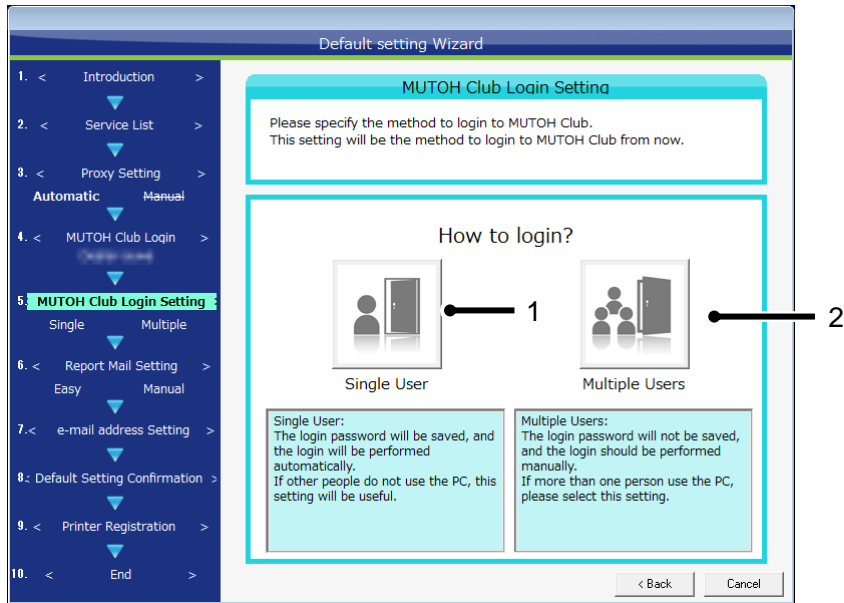 Default setting Wizard
1. < Introduction >
2. < Service List >
3. < Proxy Setting >
Automatic Manual
4. < MUTOH Club Login >
5. MUTOH Club Login Setting >
Single Multiple
6. < Report Mail Setting >
Easy Manual
7.< e-mail address Setting >
8.< Default Setting Confirmation >
9. < Printer Registration >
10. < End >
MUTOH Club Login Setting
Please specify the method to login to MUTOH Club.
This setting will be the method to login to MUTOH Club from now.
How to login?
1
2
Single User
Multiple Users
Single User:
The login password will be saved, and
the login will be performed
automatically.
If other people do not use the PC, this
setting will be useful.
Multiple Users:
The login password will not be saved,
and the login should be performed
manually.
If more than one person use the PC,
please select this setting.
< Back
Cancel